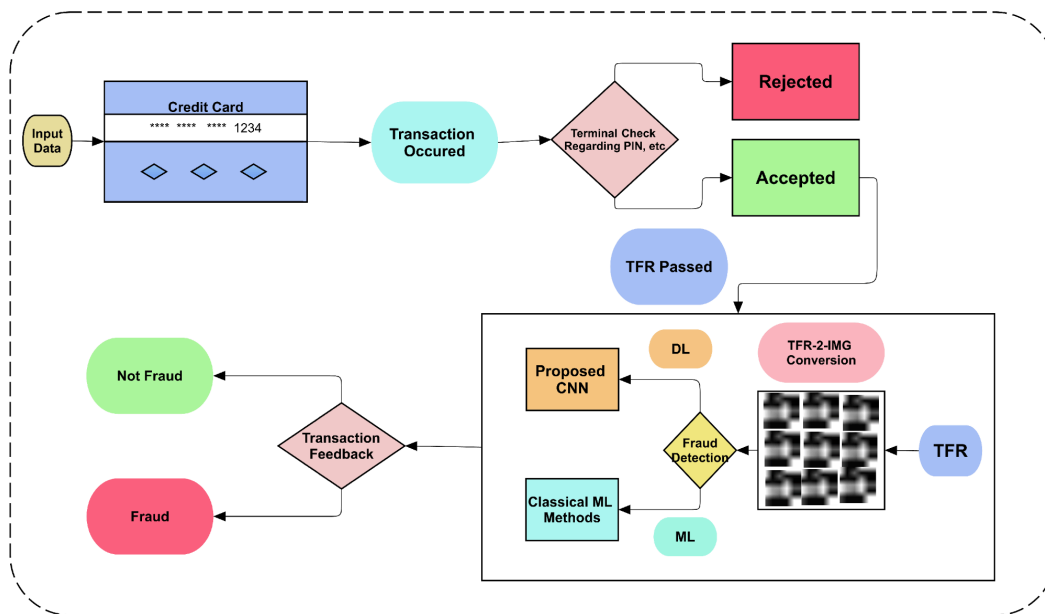 Input
Data
Credit Card
**** **** **** 1234
Transaction
Occured
Terminal Check
Regarding PIN, etc
Rejected
Accepted
TFR Passed
TFR-2-IMG
Conversion
TFR
DL
Proposed
CNN
Fraud
Detection
Classical ML
Methods
ML
Transaction
Feedback
Not Fraud
Fraud